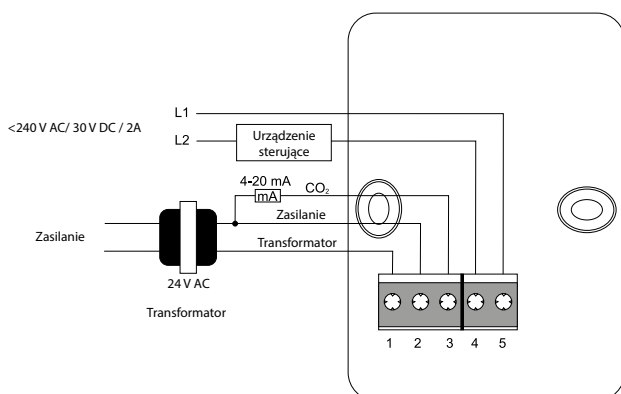 L1
<240 V AC/ 30 V DC / 2A
L2
Urządzenie
sterujące
4-20 mA
mA
CO₂
Zasilanie
Zasilanie
Transformator
24 V AC
Transformator
1 2 3 4 5